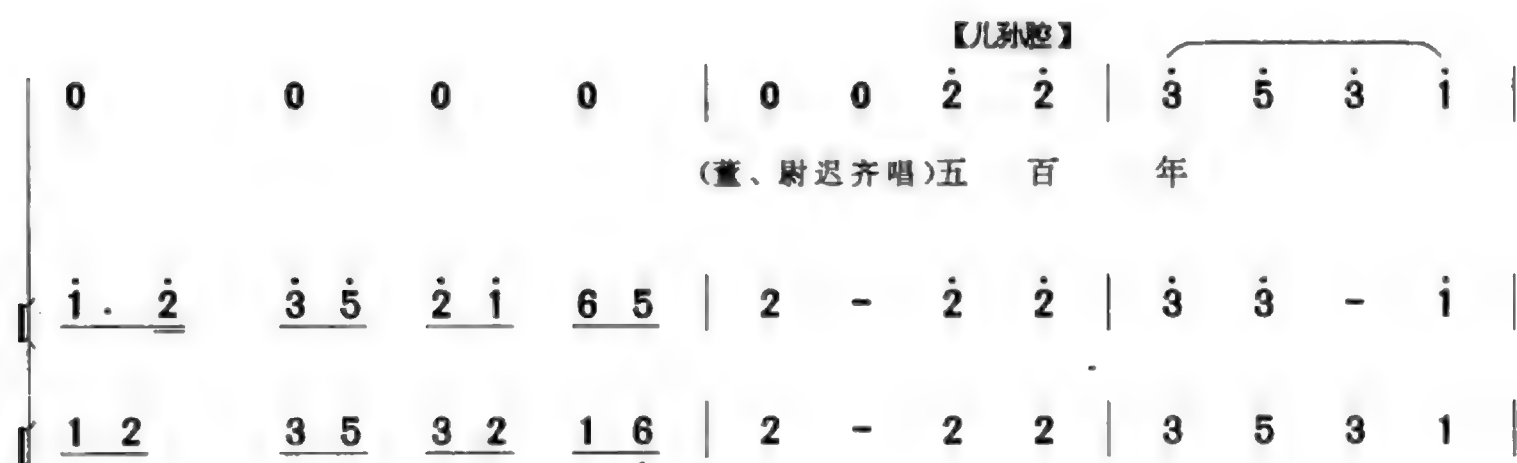 【儿孙腔】
0 0 0 0 | 0 0 2̇ 2̇ | 3̇ 5̇ 3̇ 1̇ |
(董、尉迟齐唱)五 百 年
1̇ . 2̇ 3̇ 5̇ 2̇ 1̇ 6 5 | 2 - 2̇ 2̇ | 3̇ 3̇ - 1̇ |
1 2 3 5 3 2 1 6̣ | 2 - 2 2 | 3 5 3 1 |